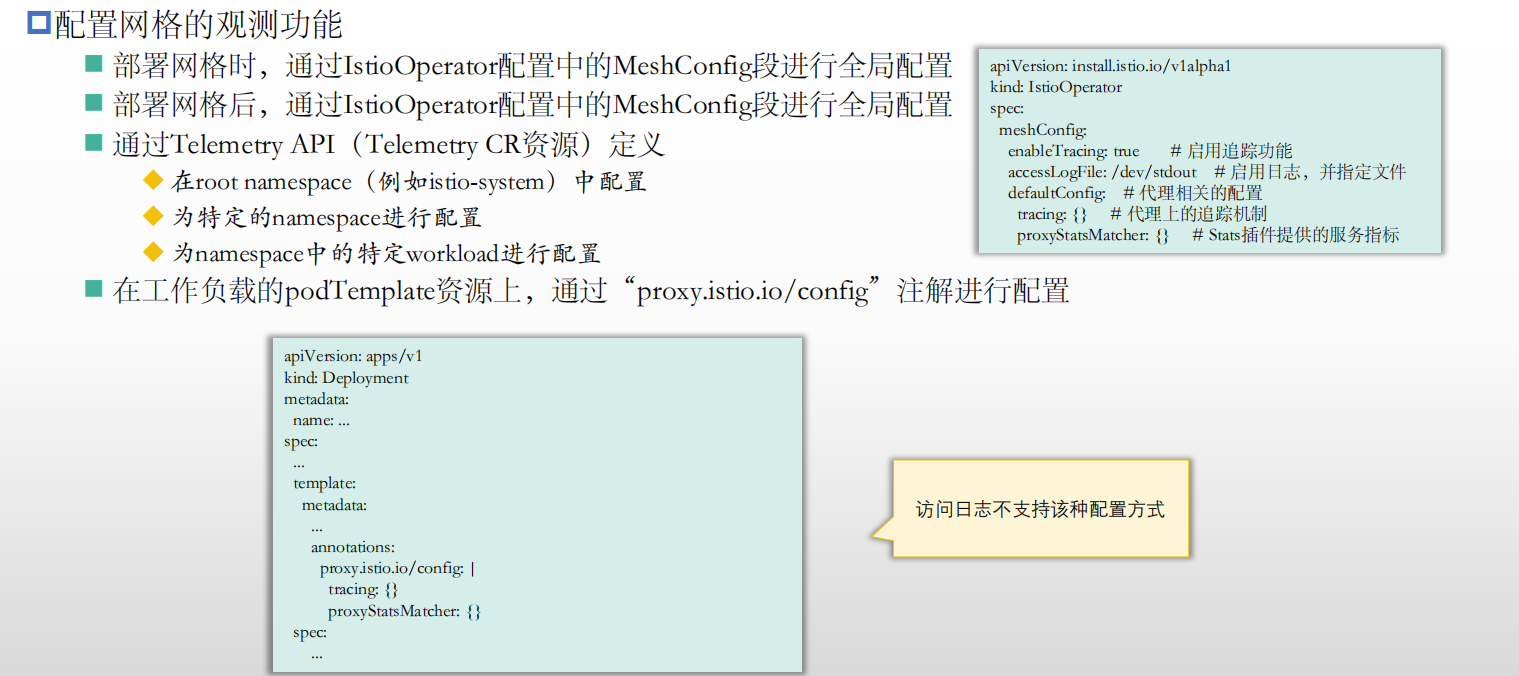 配置网格的观测功能
部署网格时，通过IstioOperator配置中的MeshConfig段进行全局配置
部署网格后，通过IstioOperator配置中的MeshConfig段进行全局配置
通过Telemetry API（Telemetry CR资源）定义
在root namespace（例如istio-system）中配置
为特定的namespace进行配置
为namespace中的特定workload进行配置
在工作负载的podTemplate资源上，通过“proxy.istio.io/config”注解进行配置
apiVersion: install.istio.io/v1alpha1
kind: IstioOperator
spec:
meshConfig:
enableTracing: true # 启用追踪功能
accessLogFile: /dev/stdout # 启用日志，并指定文件
defaultConfig: # 代理相关的配置
tracing: {} # 代理上的追踪机制
proxyStatsMatcher: {} # Stats插件提供的服务指标
apiVersion: apps/v1
kind: Deployment
metadata:
name: ...
spec:
...
template:
metadata:
...
annotations:
proxy.istio.io/config: |
tracing: {}
proxyStatsMatcher: {}
spec:
...
访问日志不支持该种配置方式